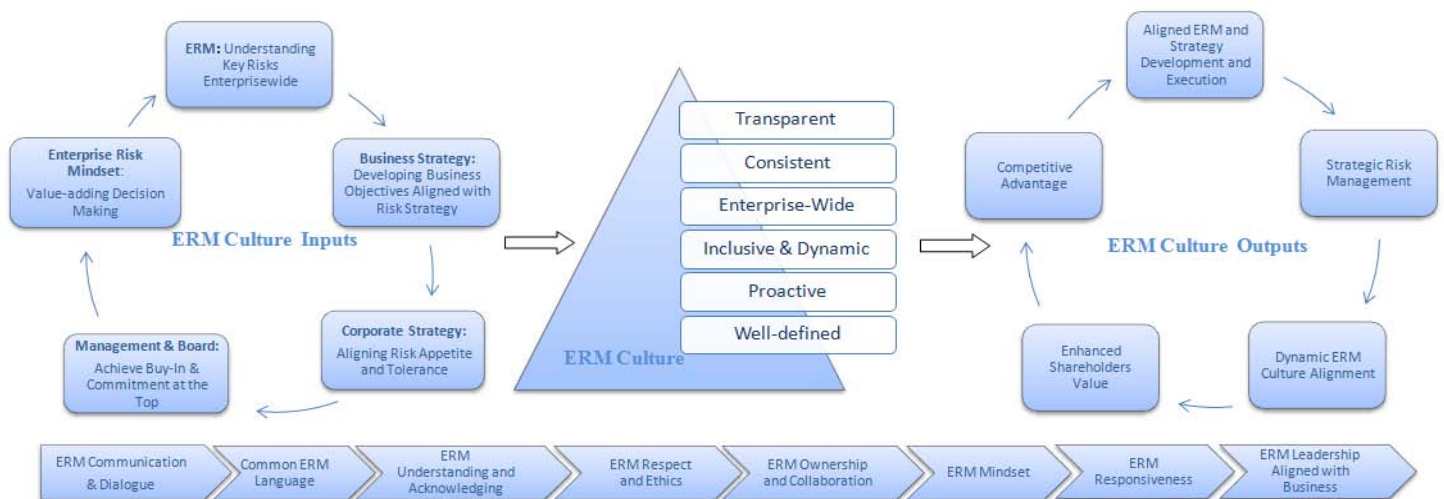 ERM: Understanding
Key Risks
Enterprisewide
Business Strategy:
Developing Business
Objectives Aligned with
Risk Strategy
Corporate Strategy:
Aligning Risk Appetite
and Tolerance
Management & Board:
Achieve Buy-In &
Commitment at the
Top
Enterprise Risk
Mindset:
Value-adding Decision
Making
ERM Culture Inputs
Transparent
Consistent
Enterprise-Wide
Inclusive & Dynamic
Proactive
Well-defined
ERM Culture
Aligned ERM and
Strategy
Development and
Execution
Strategic Risk
Management
Dynamic ERM
Culture Alignment
Enhanced
Shareholders
Value
Competitive
Advantage
ERM Culture Outputs
ERM Communication
& Dialogue
Common ERM
Language
ERM
Understanding and
Acknowledging
ERM Respect
and Ethics
ERM Ownership
and Collaboration
ERM Mindset
ERM
Responsiveness
ERM Leadership
Aligned with
Business